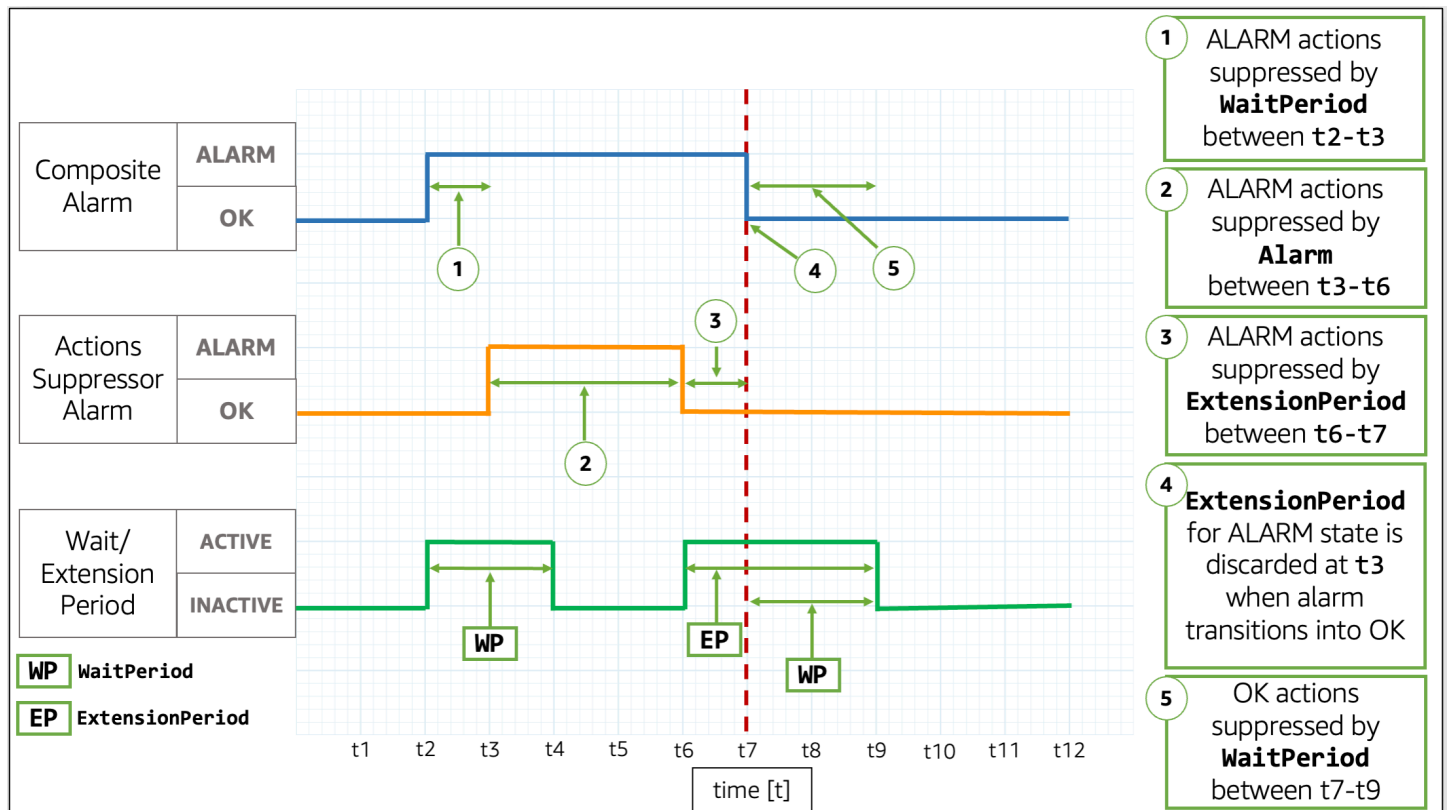 Composite
Alarm
ALARM
OK
1
4
5
Actions
Suppressor
Alarm
ALARM
OK
3
2
Wait/
Extension
Period
ACTIVE
INACTIVE
WP
EP
WP
WP WaitPeriod
EP ExtensionPeriod
t1 t2 t3 t4 t5 t6 t7 t8 t9 t10 t11 t12
time [t]
1
ALARM actions
suppressed by
WaitPeriod
between t2-t3
2
ALARM actions
suppressed by
Alarm
between t3-t6
3
ALARM actions
suppressed by
ExtensionPeriod
between t6-t7
4
ExtensionPeriod
for ALARM state is
discarded at t3
when alarm
transitions into OK
5
OK actions
suppressed by
WaitPeriod
between t7-t9